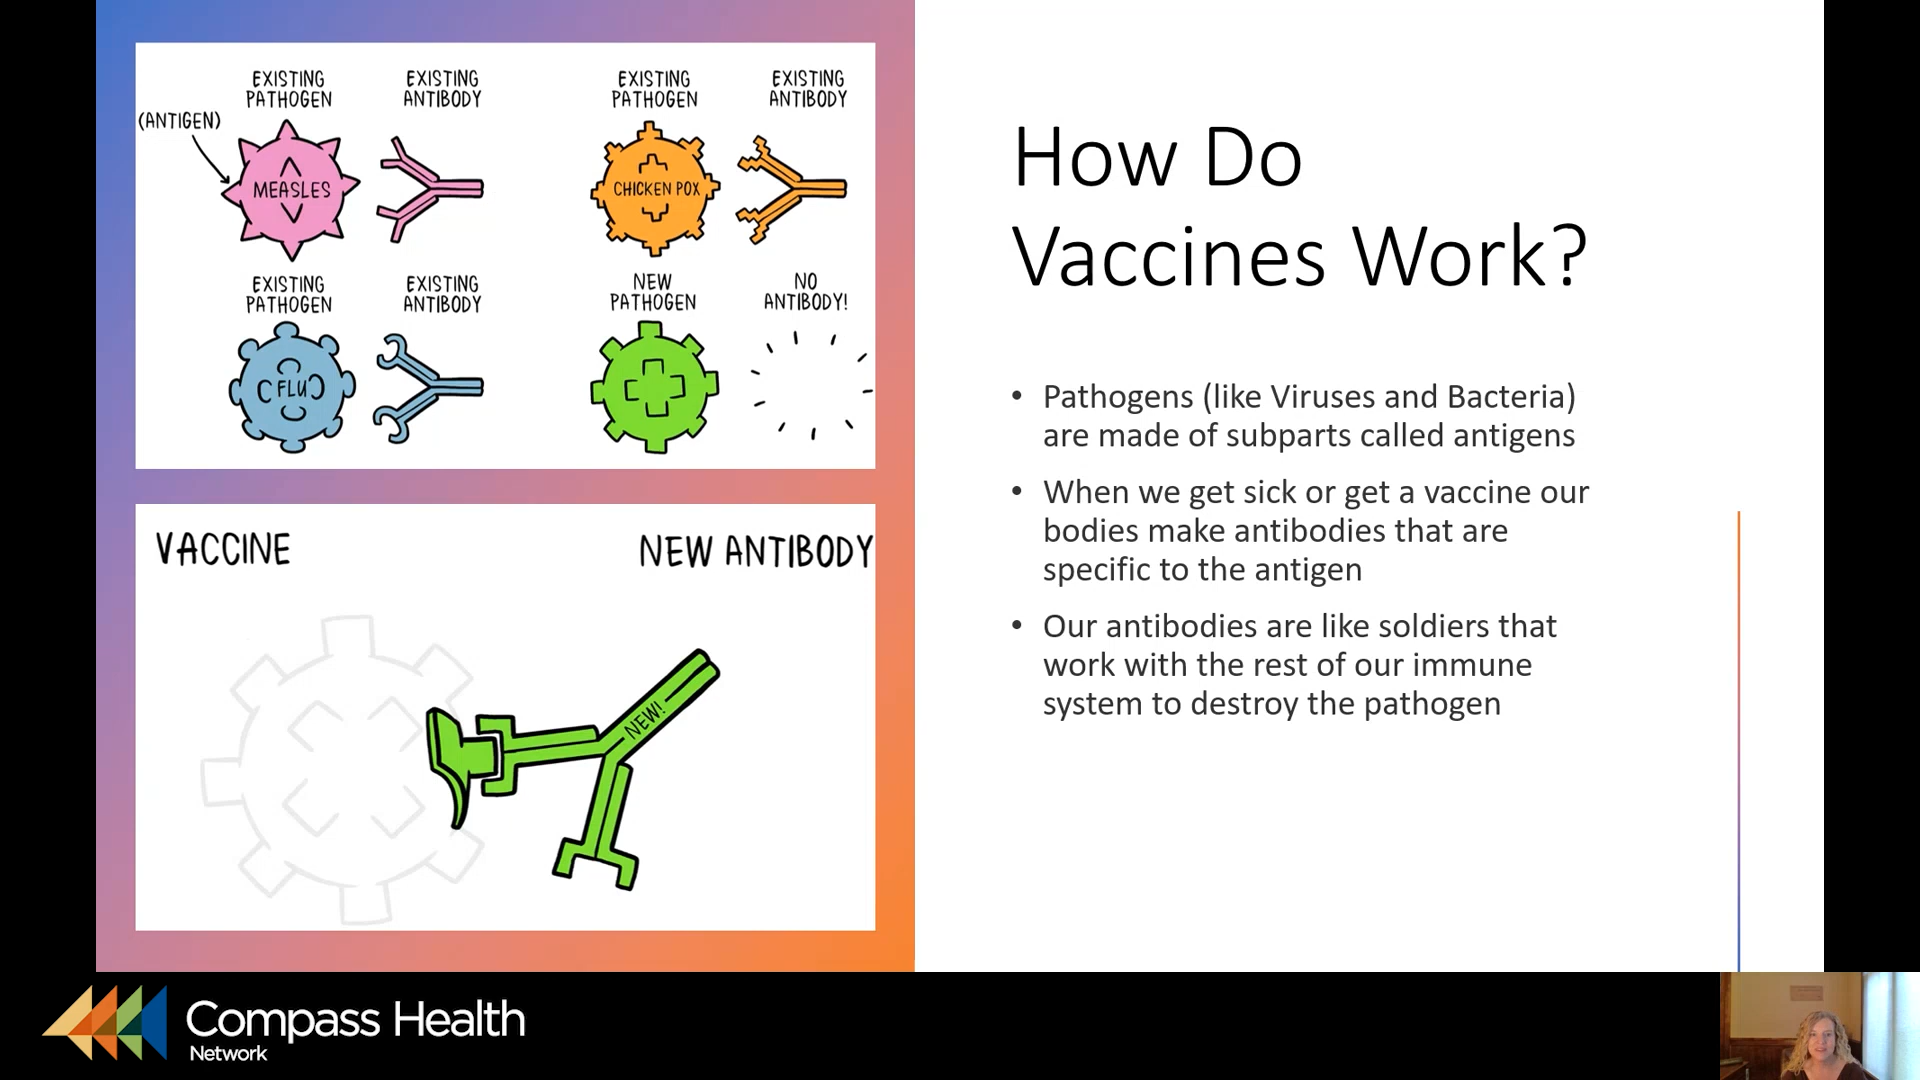 EXISTING
PATHOGEN
EXISTING
ANTIBODY
EXISTING
PATHOGEN
EXISTING
ANTIBODY
(ANTIGEN)
MEASLES
CHICKEN POX
EXISTING
PATHOGEN
EXISTING
ANTIBODY
NEW
PATHOGEN
NO
ANTIBODY!
FLU
VACCINE
NEW ANTIBODY
NEW!
How Do
Vaccines Work?
• Pathogens (like Viruses and Bacteria)
are made of subparts called antigens
• When we get sick or get a vaccine our
bodies make antibodies that are
specific to the antigen
• Our antibodies are like soldiers that
work with the rest of our immune
system to destroy the pathogen
Compass Health
Network